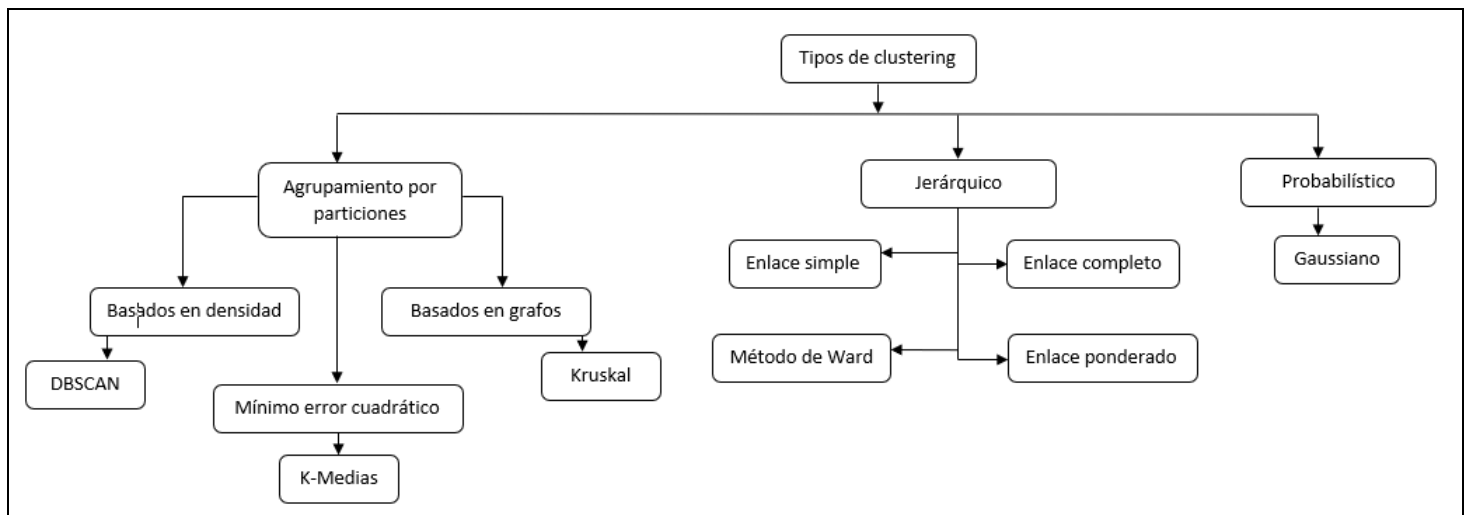 Tipos de clustering
Agrupamiento por
particiones
Jerárquico
Probabilístico
Enlace simple
Enlace completo
Gaussiano
Basados en densidad
Basados en grafos
Método de Ward
Enlace ponderado
DBSCAN
Kruskal
Mínimo error cuadrático
K-Medias